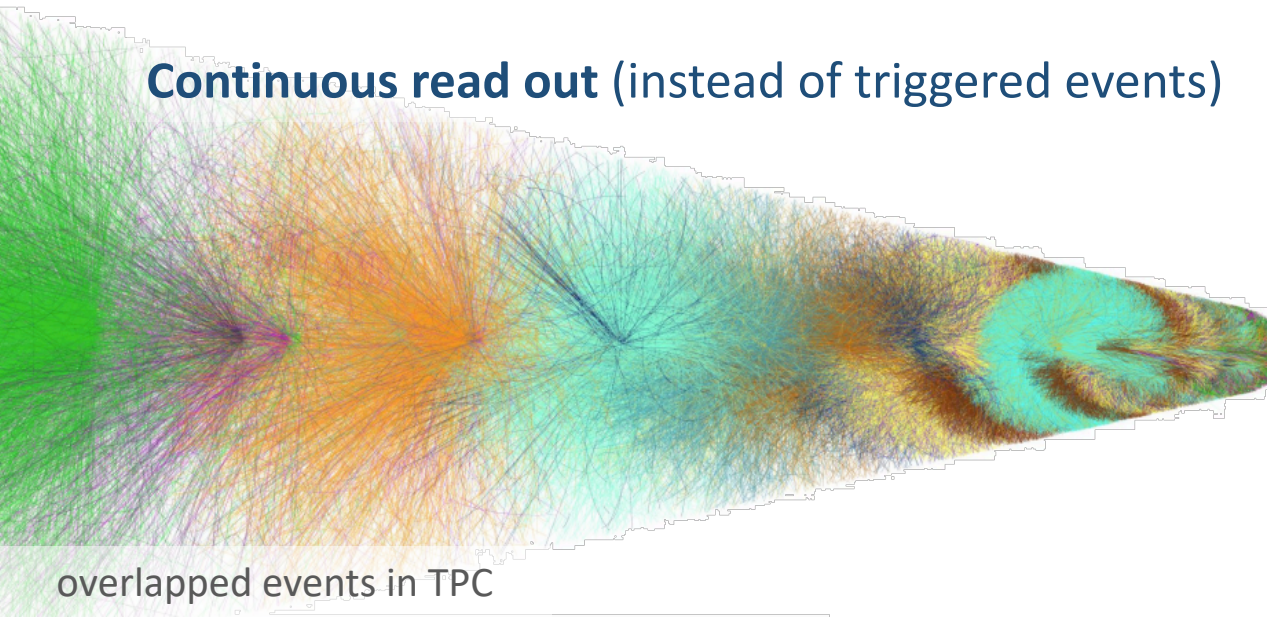 Continuous read out (instead of triggered events)
overlapped events in TPC